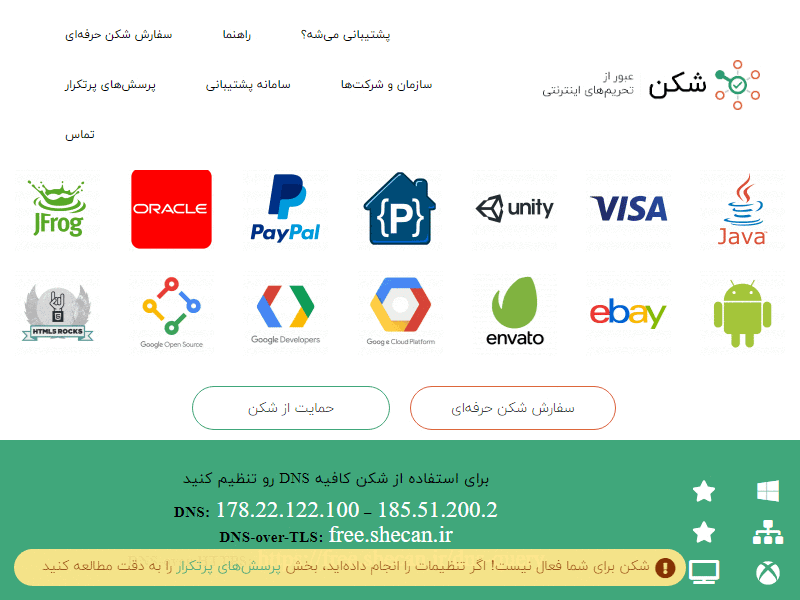 پشتیبانی می‌شه؟ راهنما سفارش شکن حرفه‌ای
شکن
عبور از
تحریم‌های اینترنتی
سازمان و شرکت‌ها سامانه پشتیبانی پرسش‌های پرتکرار
تماس
JFrog ORACLE PayPal {P} unity VISA Java
HTML5 ROCKS Google Open Source Google Developers Google Cloud Platform envato ebay
سفارش شکن حرفه‌ای حمایت از شکن
برای استفاده از شکن کافیه DNS رو تنظیم کنید
DNS: 178.22.122.100 – 185.51.200.2
DNS-over-TLS: free.shecan.ir
شکن برای شما فعال نیست! اگر تنظیمات را انجام داده‌اید، بخش پرسش‌های پرتکرار را به دقت مطالعه کنید